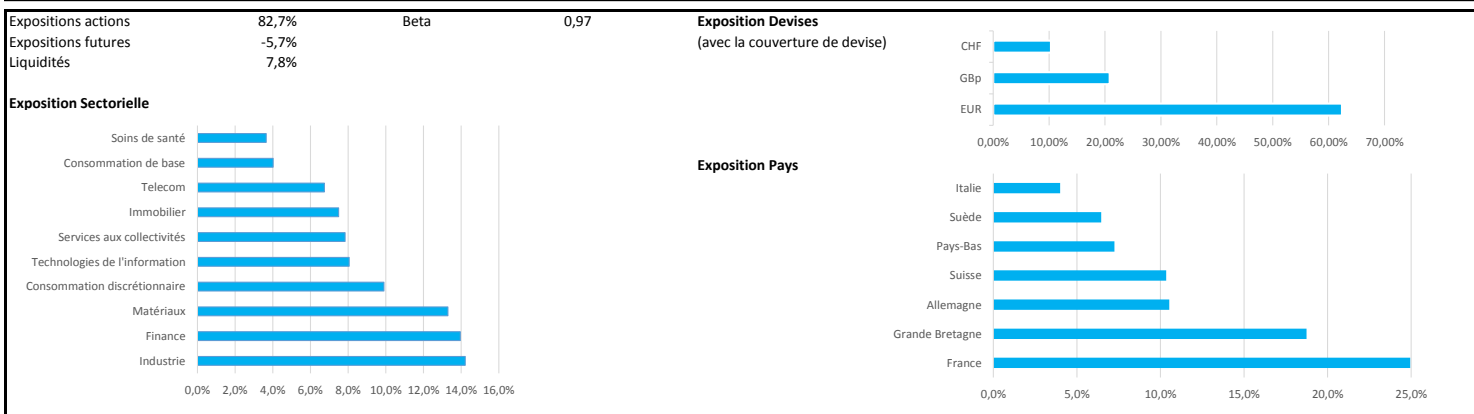 Expositions actions 82,7% Beta 0,97
Expositions futures -5,7%
Liquidités 7,8%
Exposition Sectorielle
Soins de santé
Consommation de base
Telecom
Immobilier
Services aux collectivités
Technologies de l'information
Consommation discrétionnaire
Matériaux
Finance
Industrie
0,0% 2,0% 4,0% 6,0% 8,0% 10,0% 12,0% 14,0% 16,0%
Exposition Devises
(avec la couverture de devise)
CHF
GBp
EUR
0,00% 10,00% 20,00% 30,00% 40,00% 50,00% 60,00% 70,00%
Exposition Pays
Italie
Suède
Pays-Bas
Suisse
Allemagne
Grande Bretagne
France
0,0% 5,0% 10,0% 15,0% 20,0% 25,0%